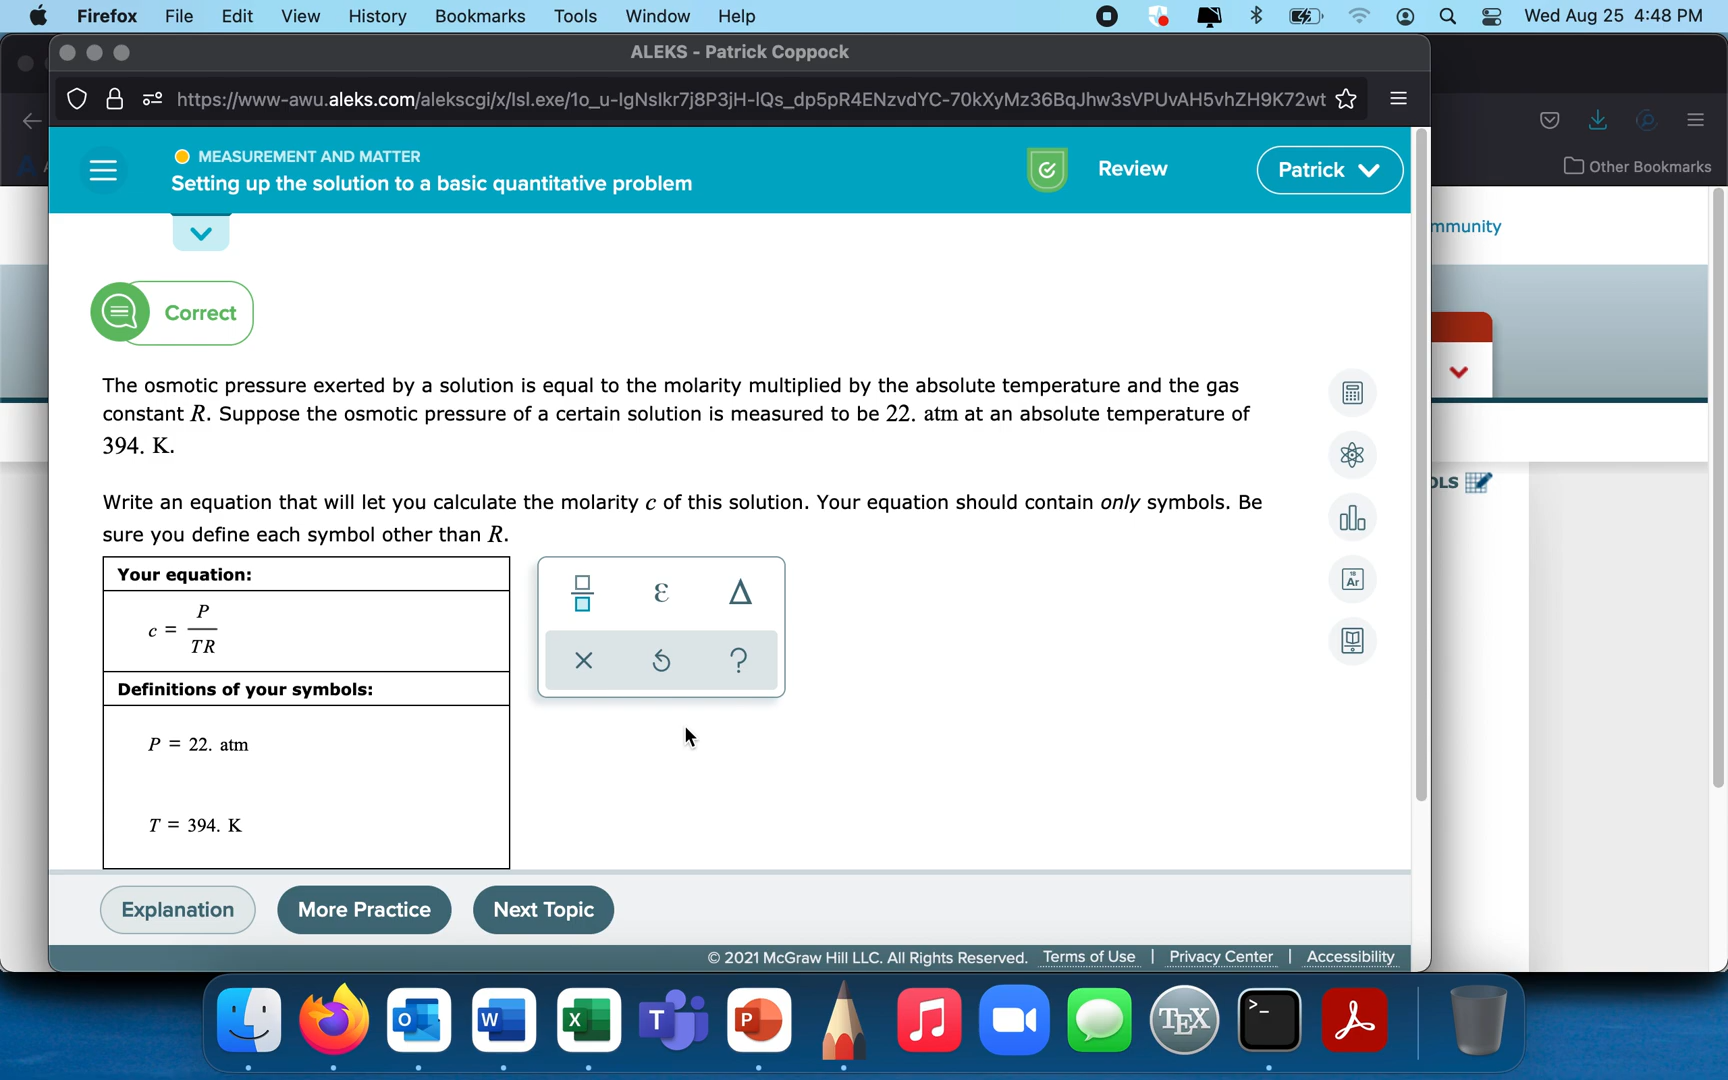 Firefox File Edit View History Bookmarks Tools Window Help Wed Aug 25 4:48 PM
ALEKS - Patrick Coppock
https://www-awu.aleks.com/alekscgi/x/Isl.exe/1o_u-IgNslkr7j8P3jH-lQs_dp5pR4ENzvdYC-70kXyMz36BqJhw3sVPUvAH5vhZH9K72wt
Other Bookmarks
MEASUREMENT AND MATTER
Setting up the solution to a basic quantitative problem
Review
Patrick
mmunity
Correct
The osmotic pressure exerted by a solution is equal to the molarity multiplied by the absolute temperature and the gas
constant R. Suppose the osmotic pressure of a certain solution is measured to be 22. atm at an absolute temperature of
394. K.
OLS
Write an equation that will let you calculate the molarity c of this solution. Your equation should contain only symbols. Be
sure you define each symbol other than R.
Your equation:
c = P
TR
ε Δ
× ?
18
Ar
Definitions of your symbols:
P = 22. atm
T = 394. K
Explanation More Practice Next Topic
© 2021 McGraw Hill LLC. All Rights Reserved. Terms of Use | Privacy Center | Accessibility
O W X T P TEX >_